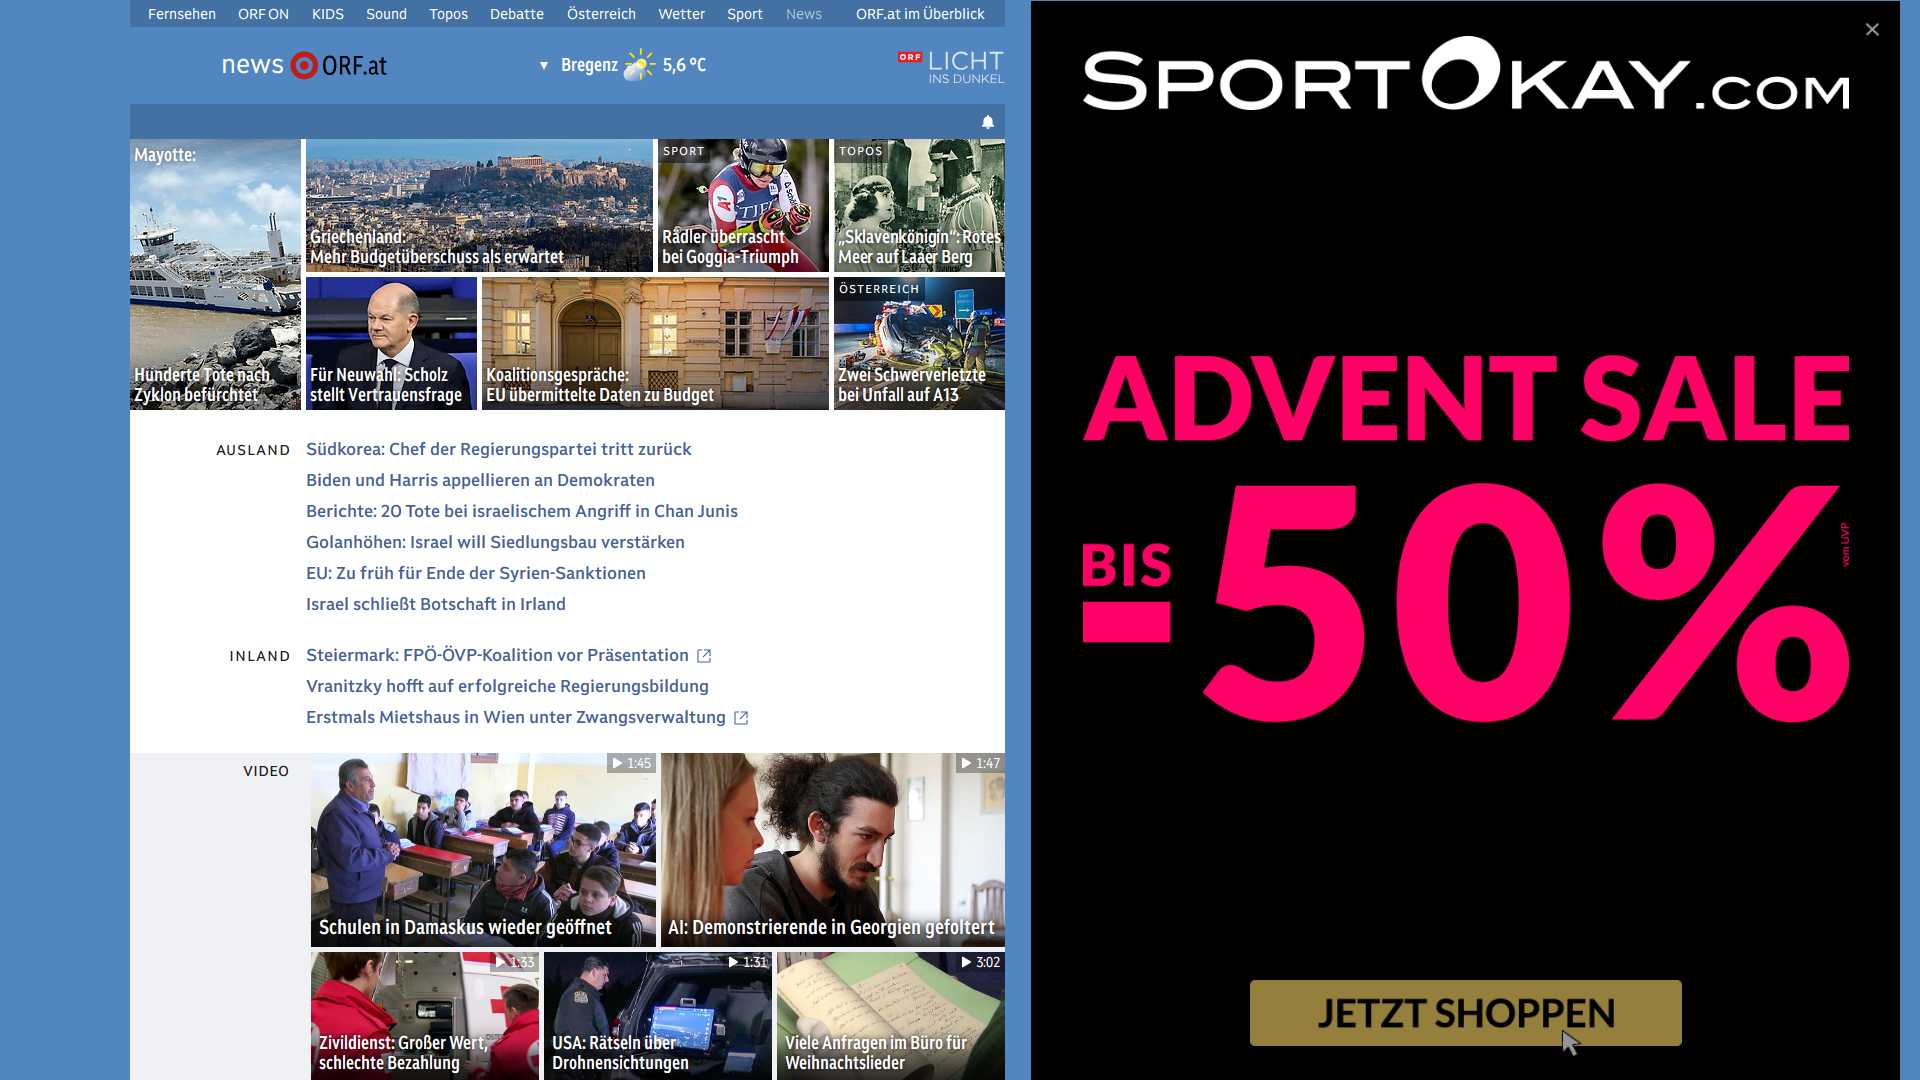 Fernsehen ORF ON KIDS Sound Topos Debatte Österreich Wetter Sport News ORF.at im Überblick
news ORF.at
Bregenz 5,6 °C
ORF LICHT
INS DUNKEL
Mayotte:
Hunderte Tote nach
Zyklon befürchtet
Griechenland:
Mehr Budgetüberschuss als erwartet
SPORT
Rädler überrascht
bei Goggia-Triumph
TOPOS
„Sklavenkönigin“: Rotes
Meer auf Laaer Berg
Für Neuwahl: Scholz
stellt Vertrauensfrage
Koalitionsgespräche:
EU übermittelte Daten zu Budget
ÖSTERREICH
Zwei Schwerverletzte
bei Unfall auf A13
AUSLAND
Südkorea: Chef der Regierungspartei tritt zurück
Biden und Harris appellieren an Demokraten
Berichte: 20 Tote bei israelischem Angriff in Chan Junis
Golanhöhen: Israel will Siedlungsbau verstärken
EU: Zu früh für Ende der Syrien-Sanktionen
Israel schließt Botschaft in Irland
INLAND
Steiermark: FPÖ-ÖVP-Koalition vor Präsentation
Vranitzky hofft auf erfolgreiche Regierungsbildung
Erstmals Mietshaus in Wien unter Zwangsverwaltung
VIDEO
1:45
Schulen in Damaskus wieder geöffnet
1:47
AI: Demonstrierende in Georgien gefoltert
1:33
Zivildienst: Großer Wert,
schlechte Bezahlung
1:31
USA: Rätseln über
Drohnensichtungen
3:02
Viele Anfragen im Büro für
Weihnachtslieder
SPORTOKAY.COM
ADVENT SALE
BIS
-50%
vom UVP
JETZT SHOPPEN